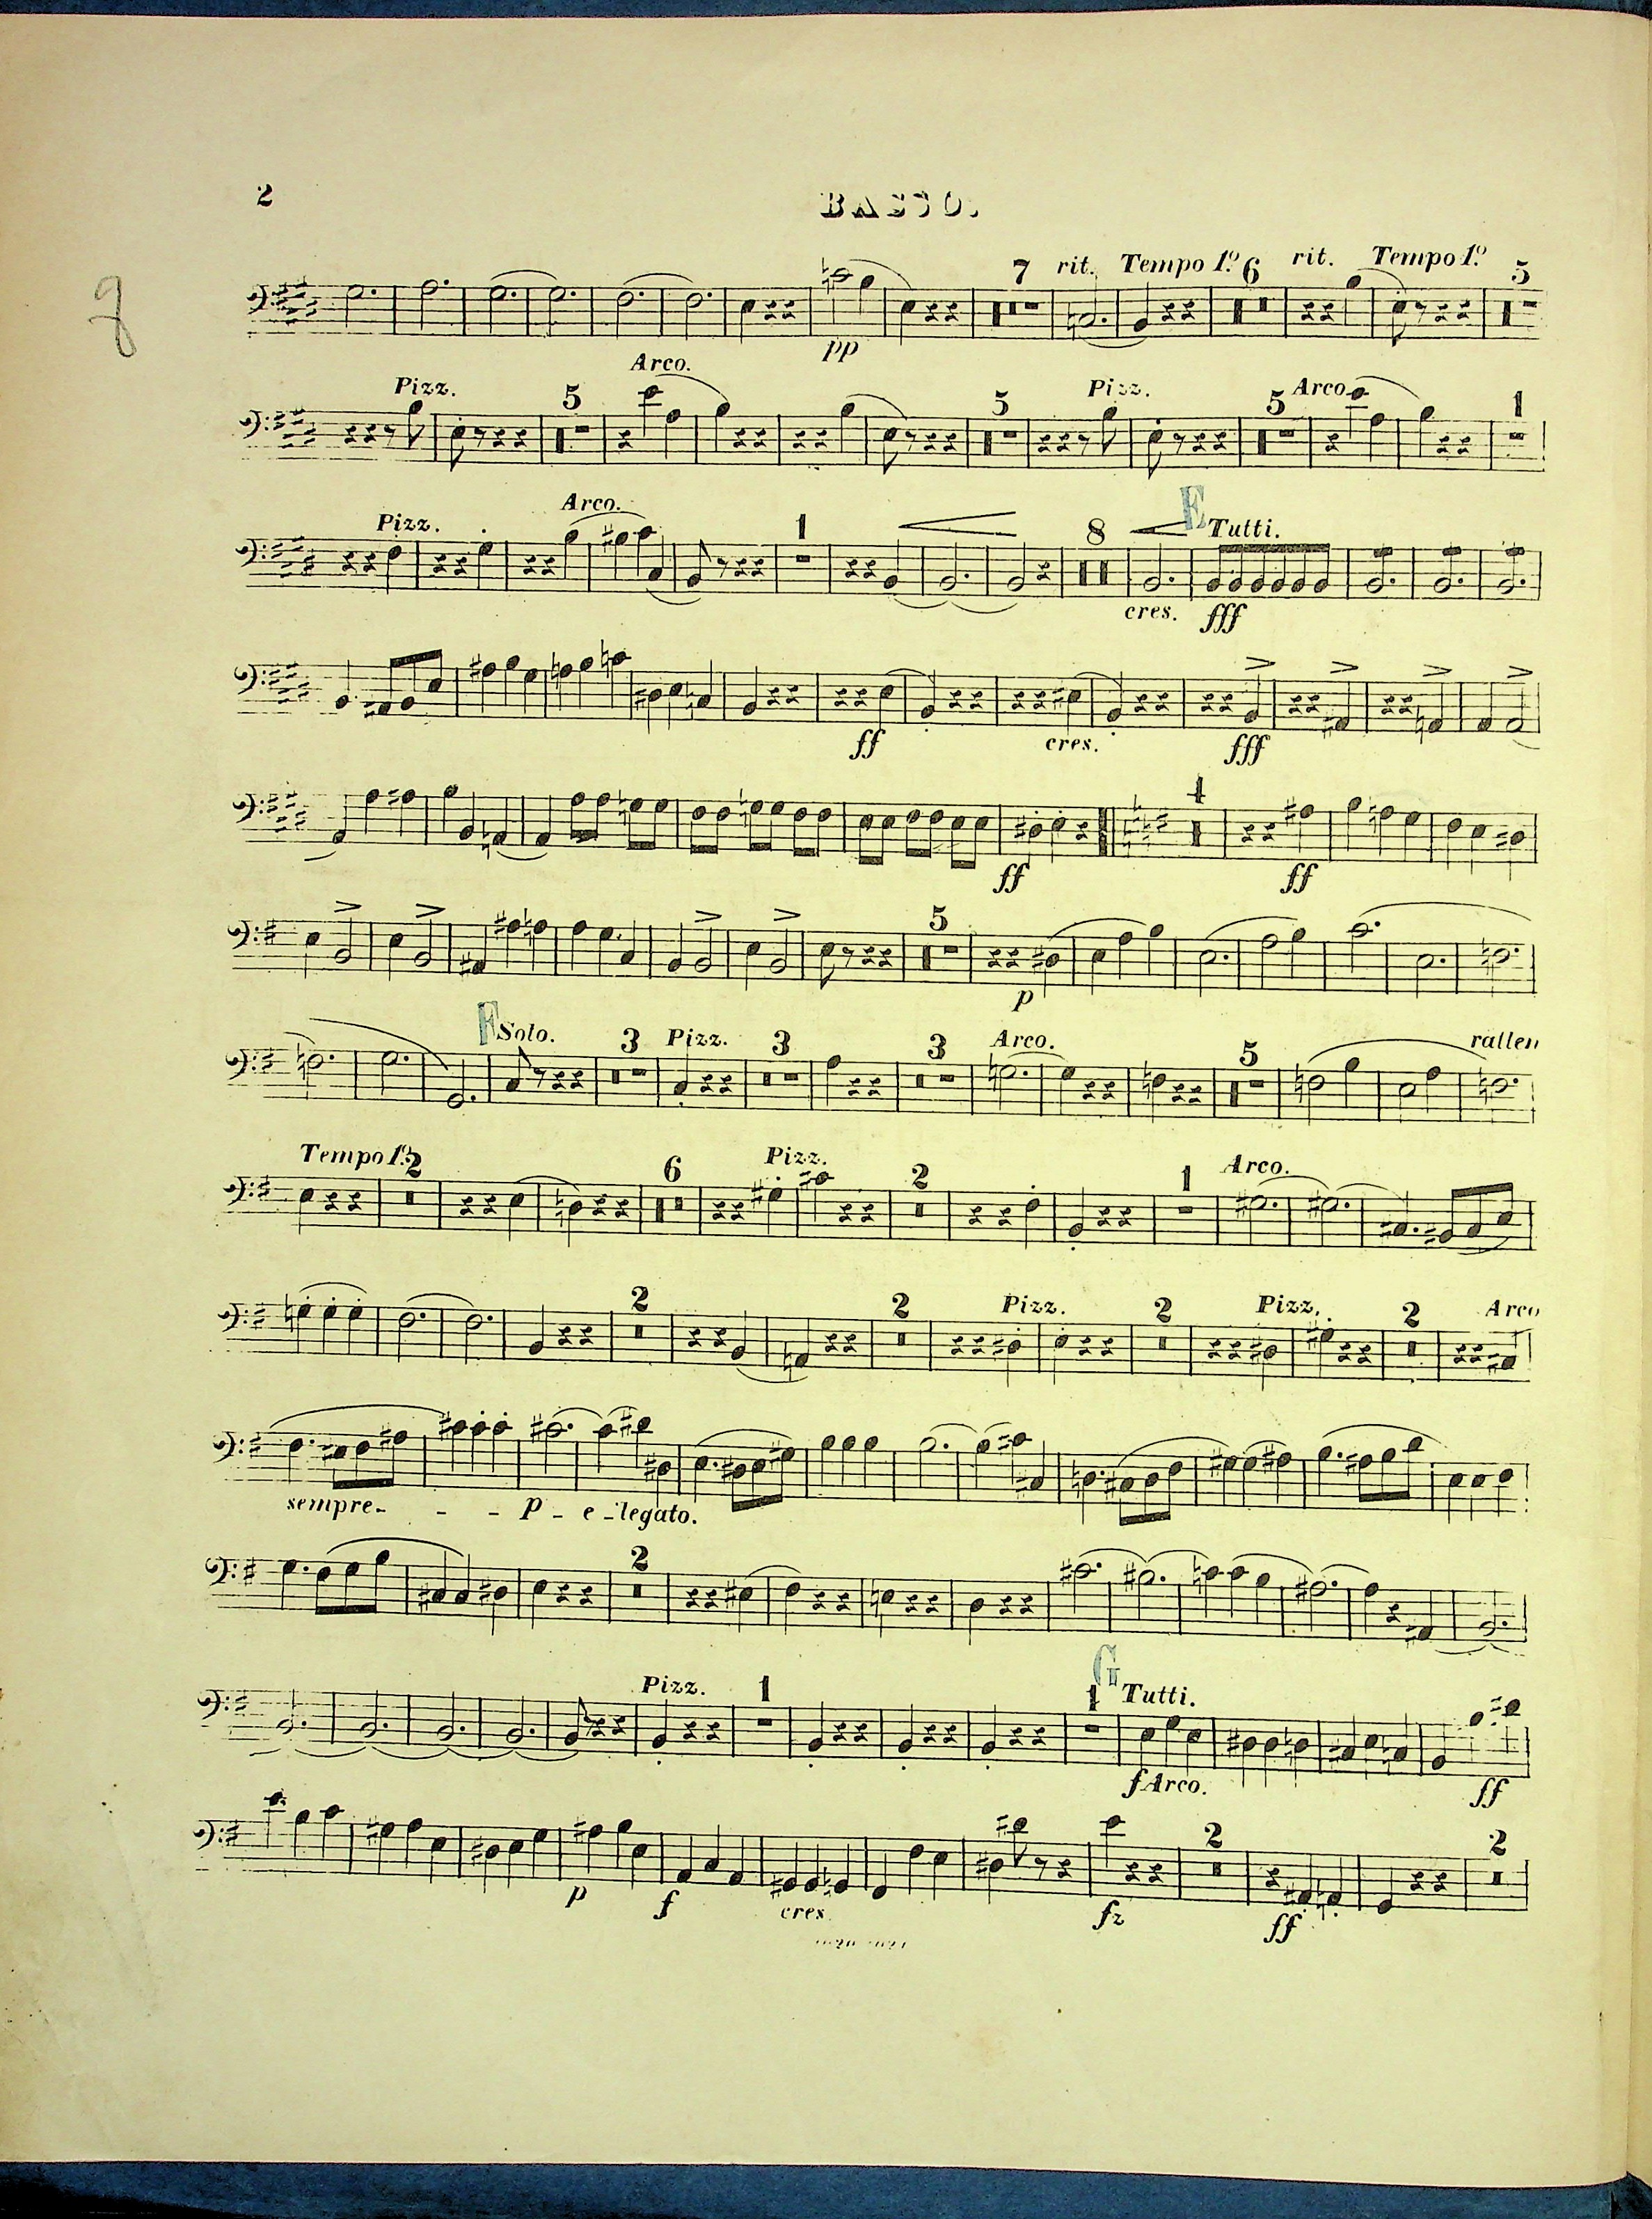 2
BASSO.
8
7 rit. Tempo 1º 6 rit. Tempo 1º 5
pp
Pizz. 5 Arco. 5 Pizz. 5 Arco. 1
Pizz. Arco. 1 8 E Tutti.
cres. fff
ff cres. fff
4
ff ff
5
p
F Solo. 3 Pizz. 3 3 Arco. 5 rallen
Tempo 1º 2 6 Pizz. 2 1 Arco.
2 2 Pizz. 2 Pizz. 2 Arco
sempre - - - p - e - legato.
2
Pizz. 1 1 G Tutti.
f Arco. ff
2 2
p f cres. fz ff